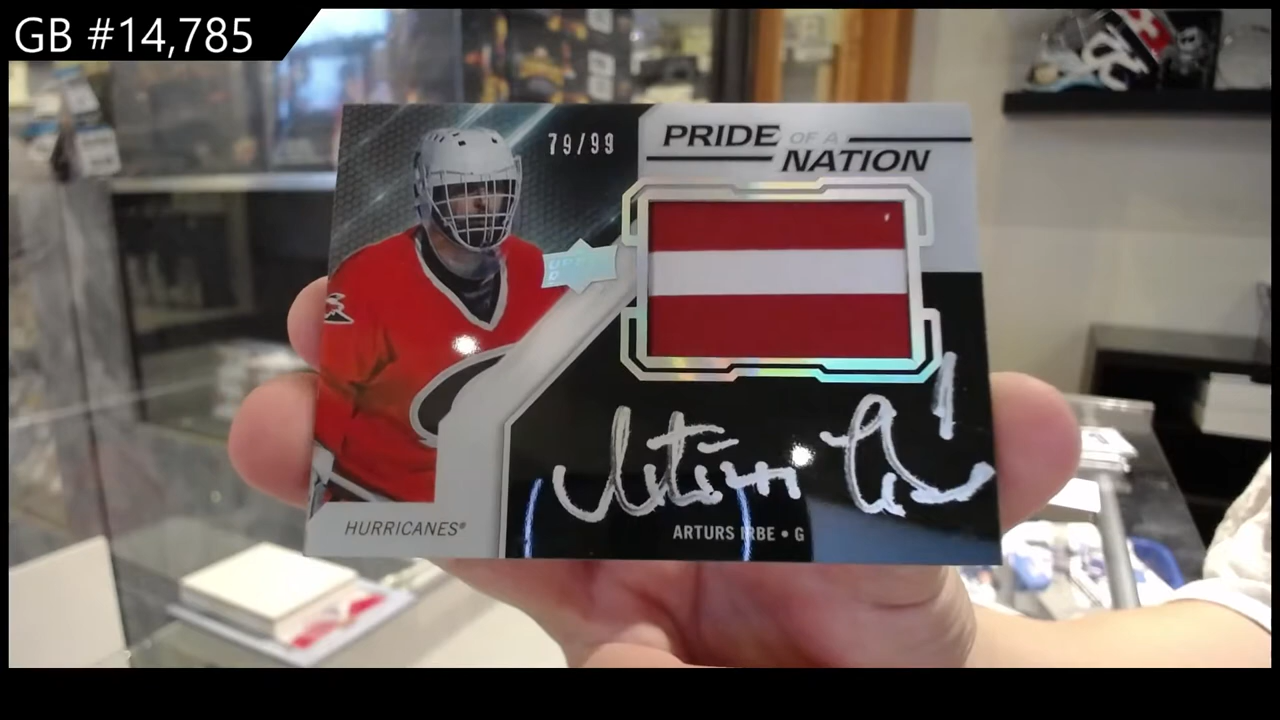 GB #14,785
79/99
PRIDE OF A
NATION
HURRICANES®
ARTURS IRBE • G